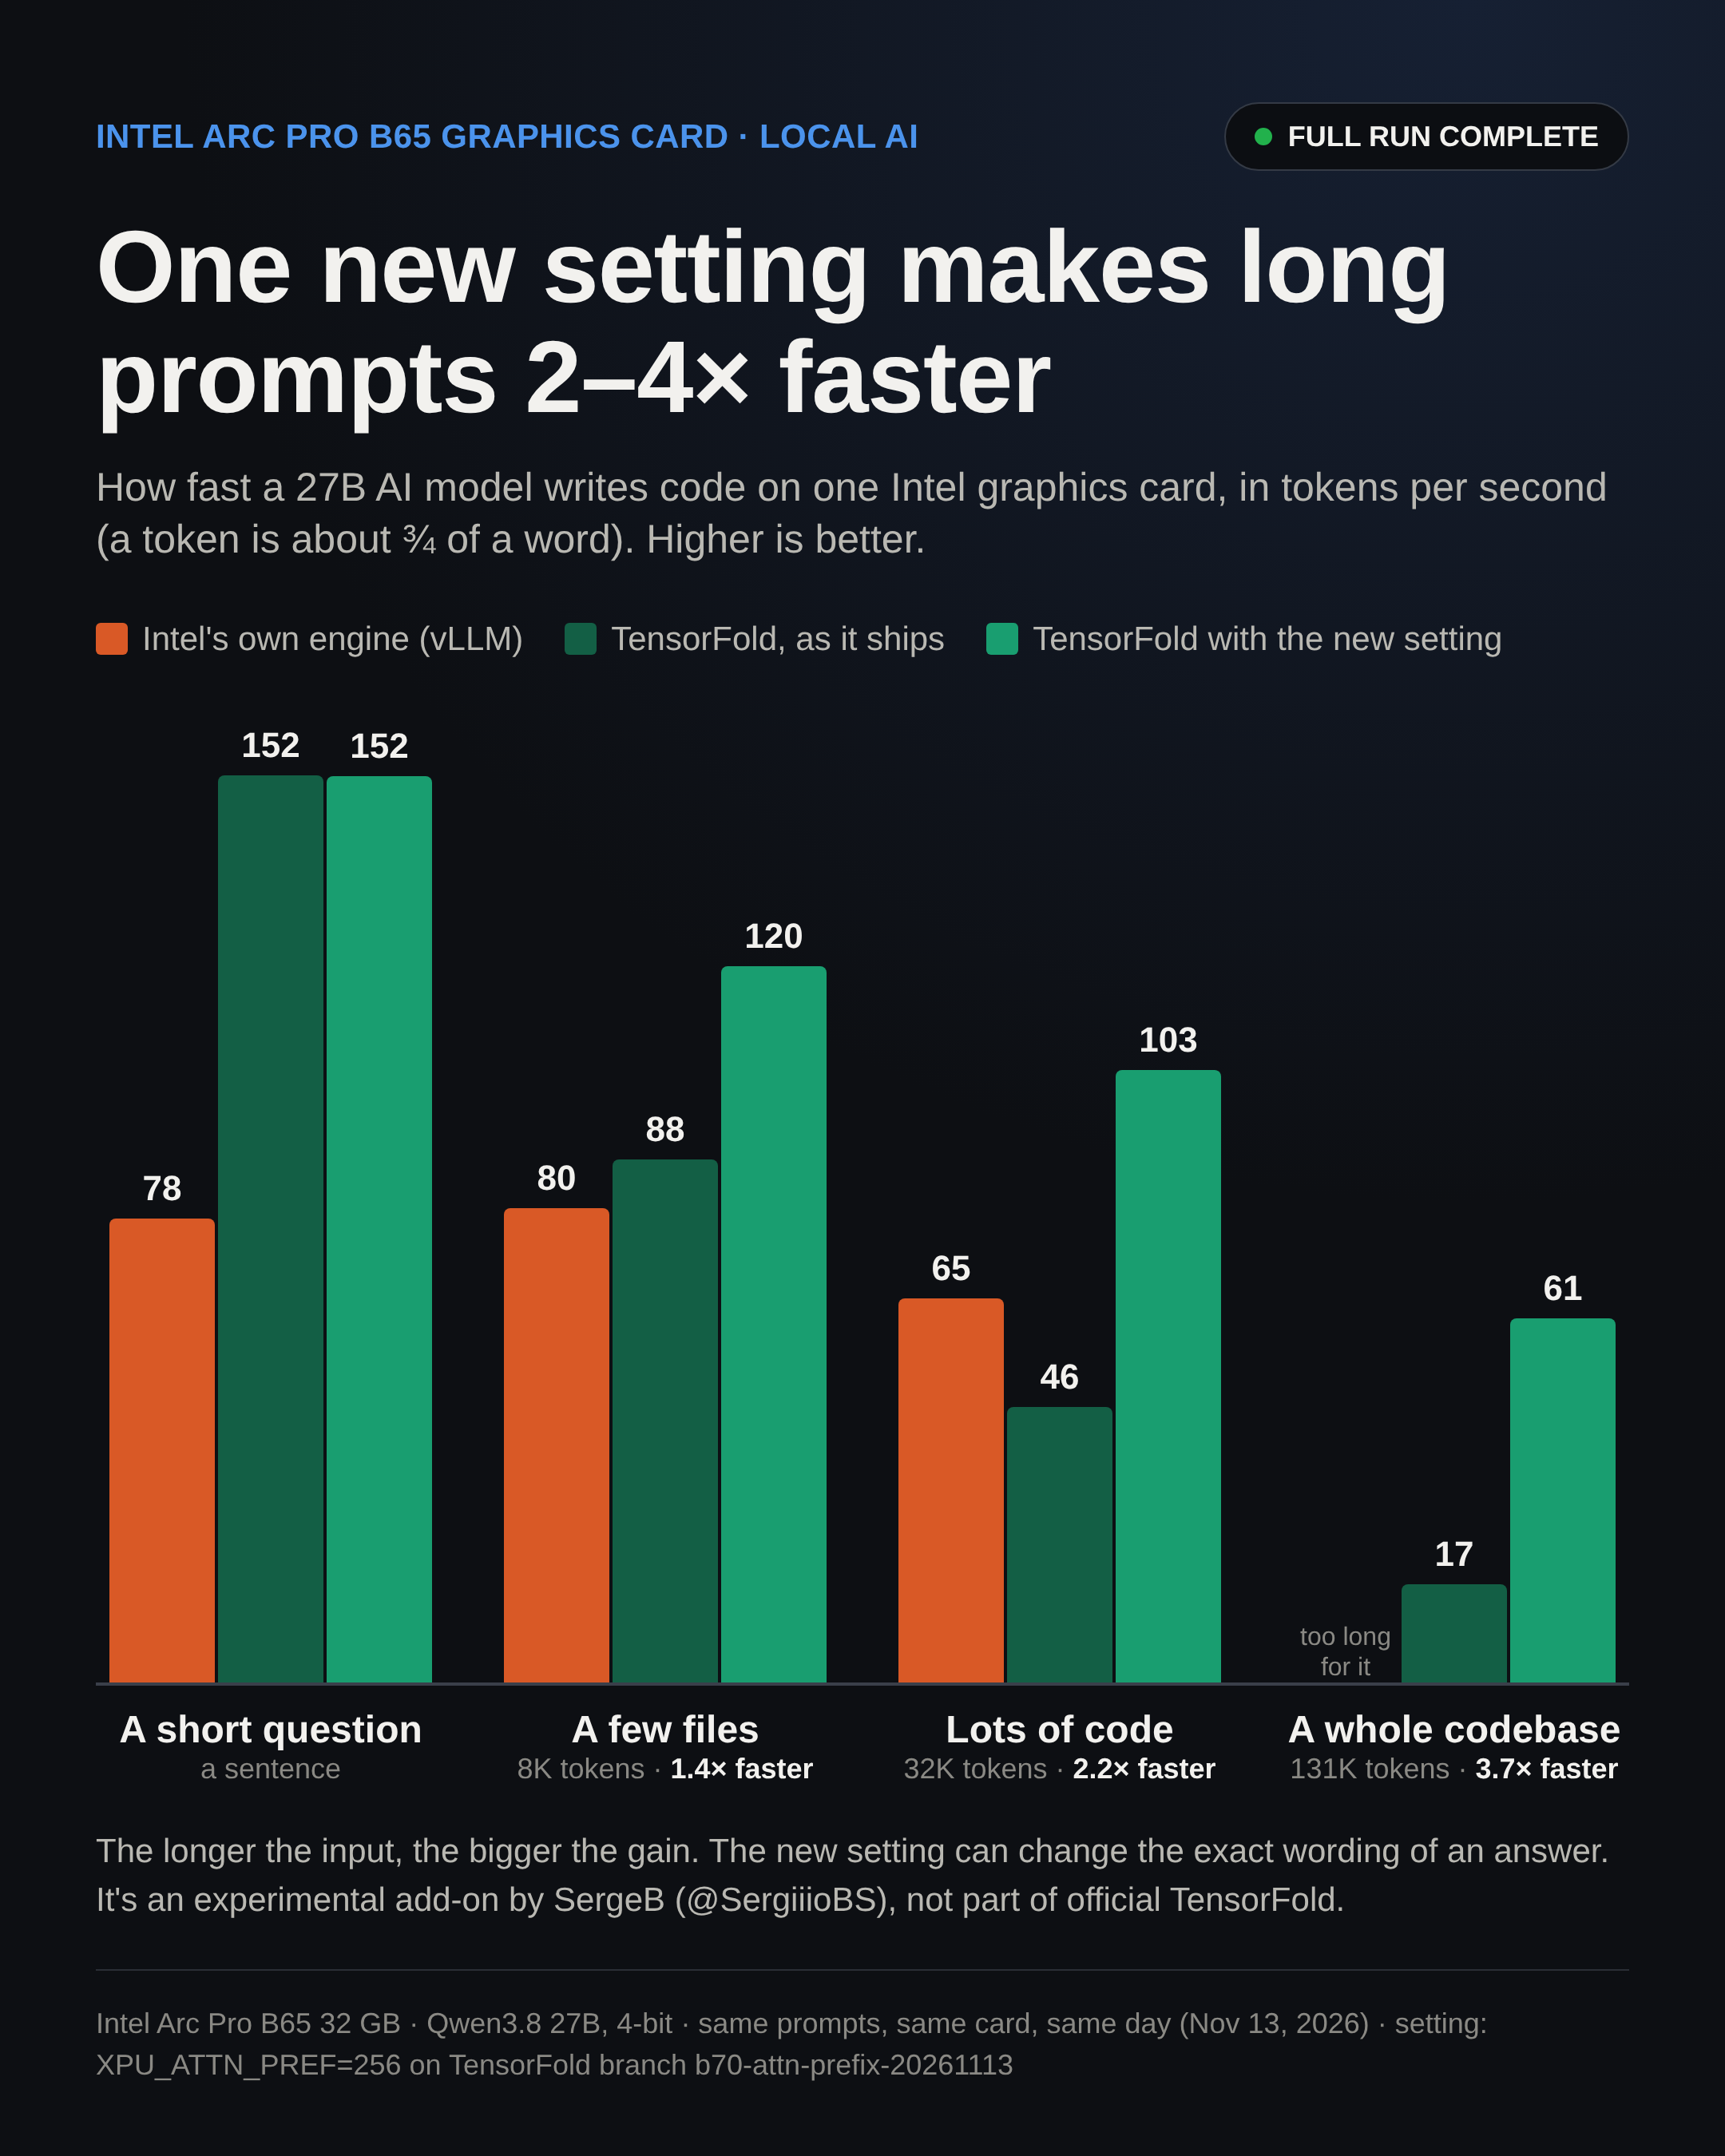 INTEL ARC PRO B65 GRAPHICS CARD · LOCAL AI
FULL RUN COMPLETE
One new setting makes long
prompts 2–4× faster
How fast a 27B AI model writes code on one Intel graphics card, in tokens per second
(a token is about ¾ of a word). Higher is better.
Intel's own engine (vLLM)
TensorFold, as it ships
TensorFold with the new setting
78
152
152
80
88
120
65
46
103
too long
for it
17
61
A short question
a sentence
A few files
8K tokens · 1.4× faster
Lots of code
32K tokens · 2.2× faster
A whole codebase
131K tokens · 3.7× faster
The longer the input, the bigger the gain. The new setting can change the exact wording of an answer.
It's an experimental add-on by SergeB (@SergiiioBS), not part of official TensorFold.
Intel Arc Pro B65 32 GB · Qwen3.8 27B, 4-bit · same prompts, same card, same day (Nov 13, 2026) · setting:
XPU_ATTN_PREF=256 on TensorFold branch b70-attn-prefix-20261113